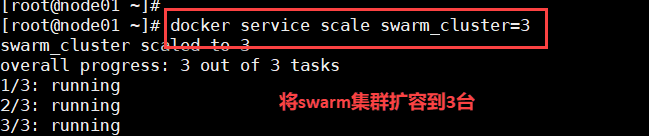 [root@node01 ~]#
[root@node01 ~]# docker service scale swarm_cluster=3
swarm_cluster scaled to 3
overall progress: 3 out of 3 tasks
1/3: running
2/3: running
将swarm集群扩容到3台
3/3: running